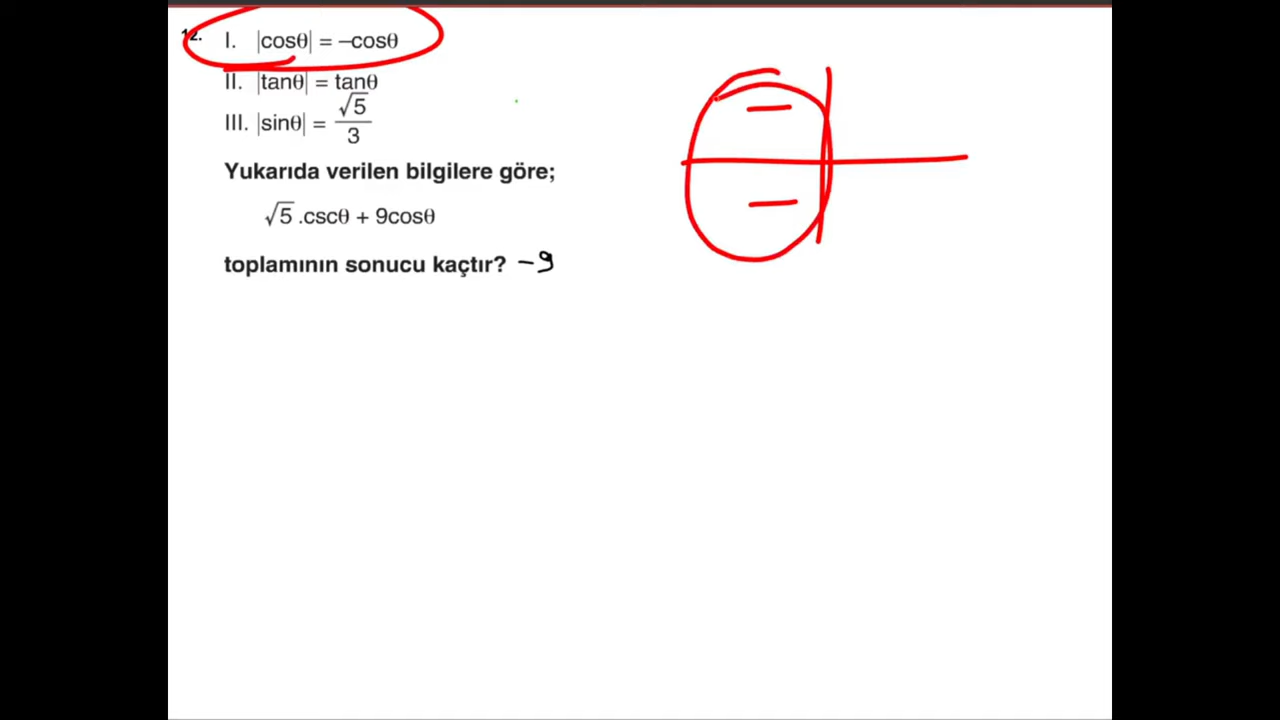 12. I. |cosθ| = –cosθ
II. |tanθ| = tanθ
III. |sinθ| = √5/3
Yukarıda verilen bilgilere göre;
√5 .cscθ + 9cosθ
toplamının sonucu kaçtır? -9